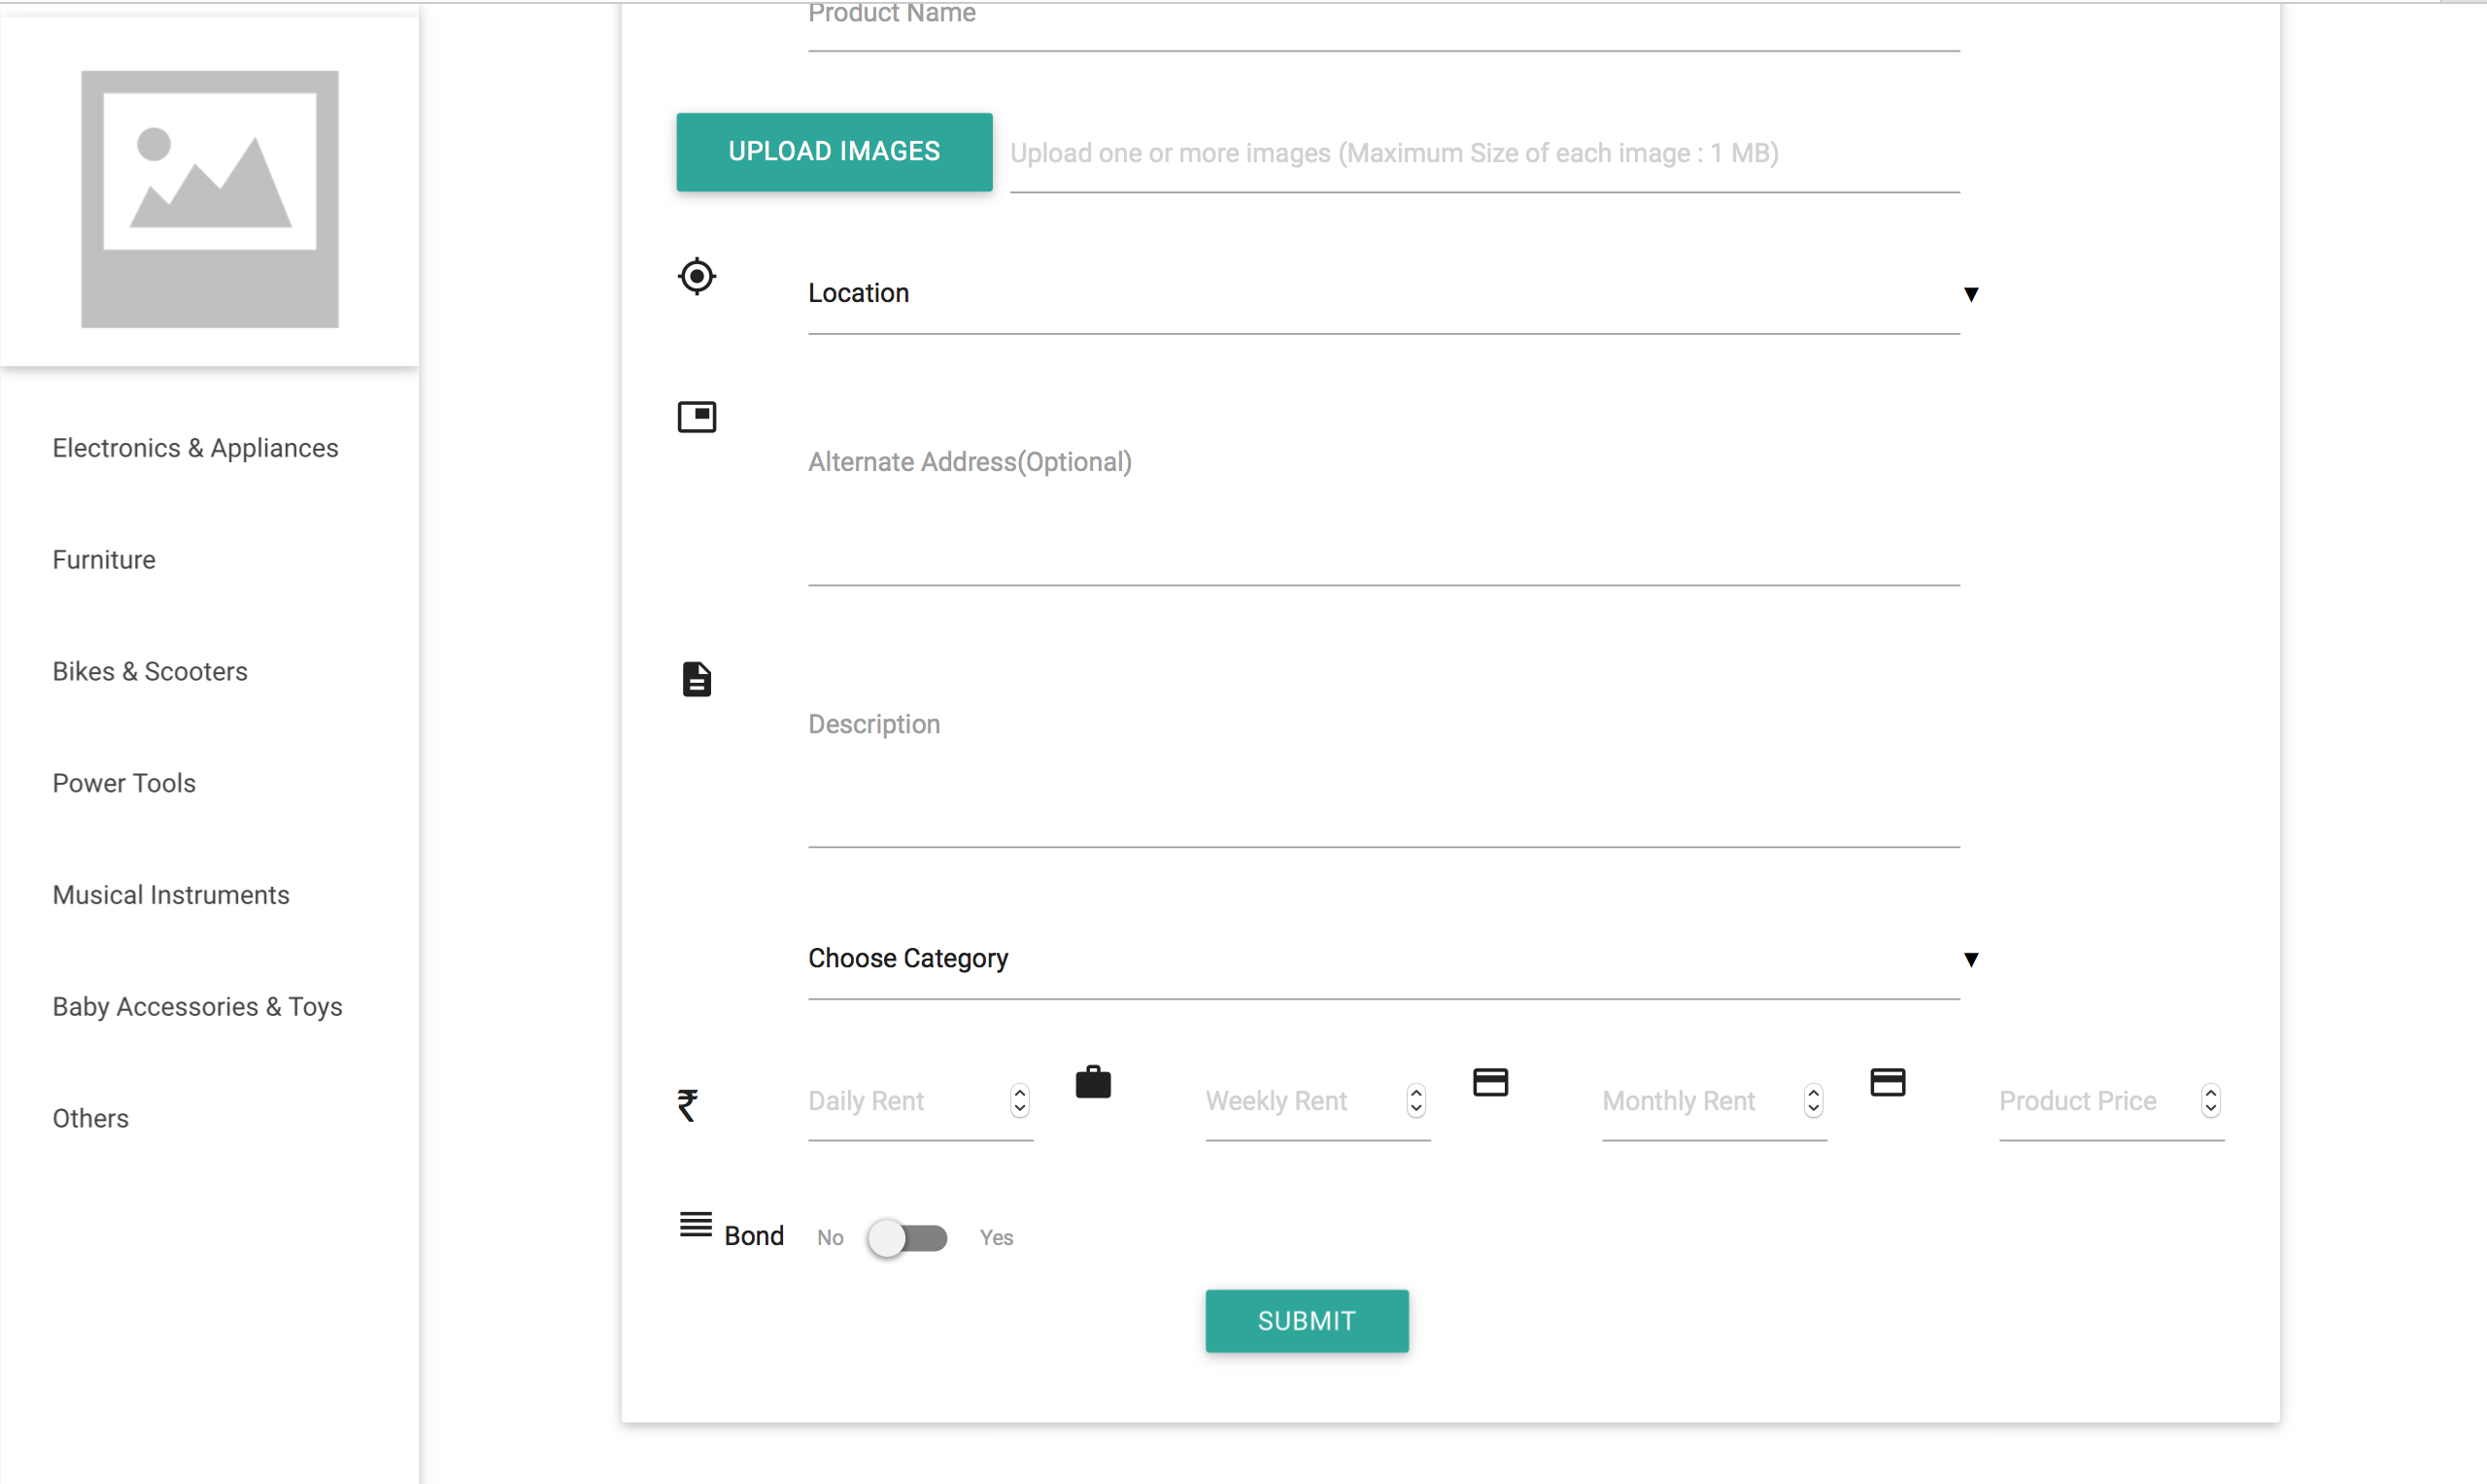 Product Name
UPLOAD IMAGES
Upload one or more images (Maximum Size of each image : 1 MB)
Location
Alternate Address(Optional)
Description
Choose Category
₹ Daily Rent Weekly Rent Monthly Rent Product Price
Bond No Yes
SUBMIT
Electronics & Appliances
Furniture
Bikes & Scooters
Power Tools
Musical Instruments
Baby Accessories & Toys
Others